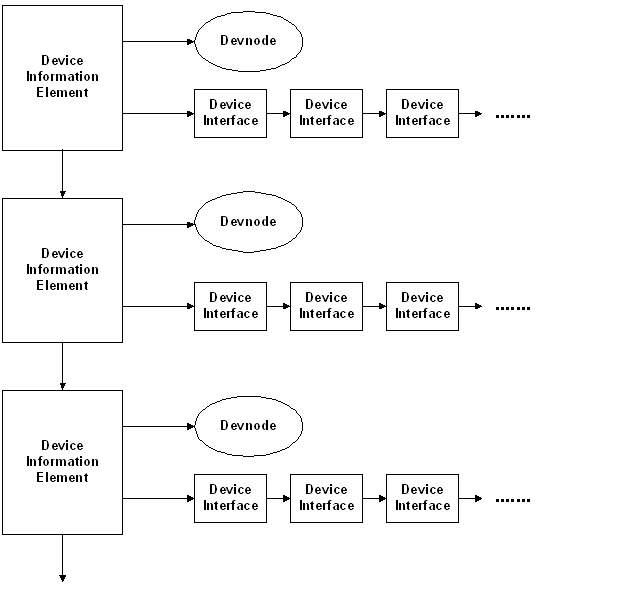 Device
Information
Element
Devnode
Device
Interface
Device
Interface
Device
Interface
.......
Device
Information
Element
Devnode
Device
Interface
Device
Interface
Device
Interface
.......
Device
Information
Element
Devnode
Device
Interface
Device
Interface
Device
Interface
.......